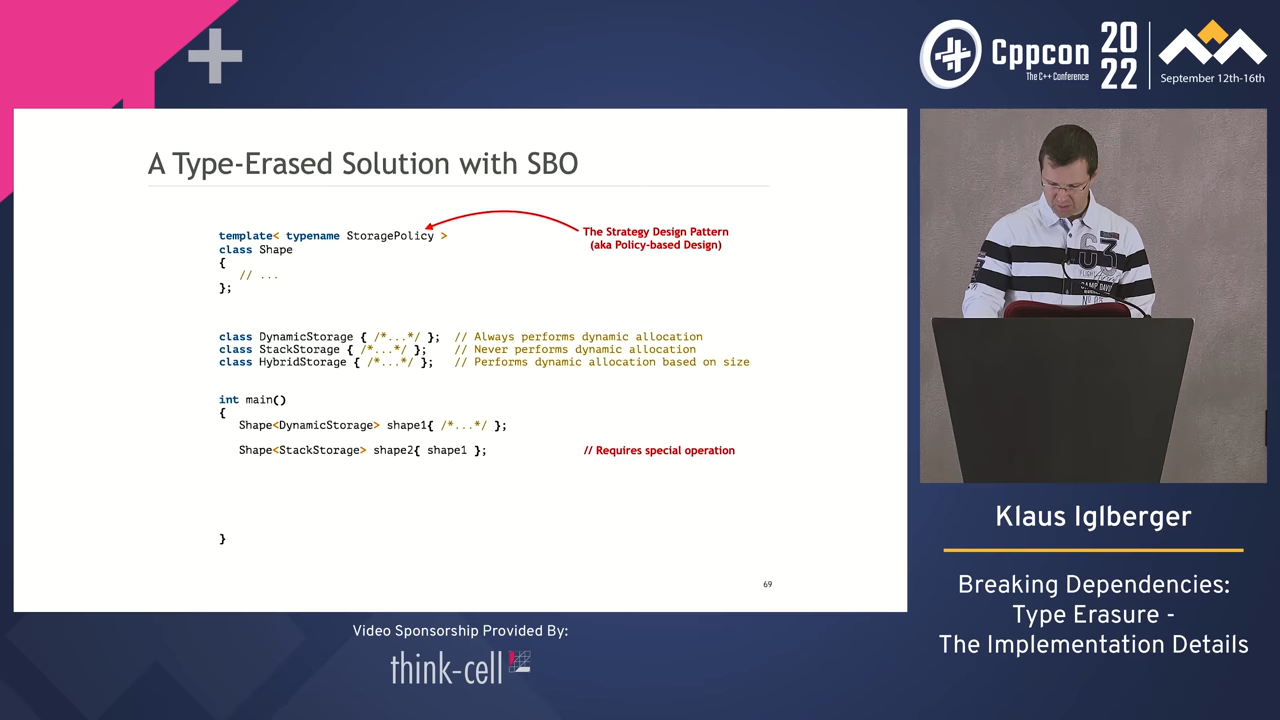 Cppcon
The C++ Conference
20
22
September 12th-16th
A Type-Erased Solution with SBO
template< typename StoragePolicy >
class Shape
{
// ...
};
The Strategy Design Pattern
(aka Policy-based Design)
class DynamicStorage { /*...*/ }; // Always performs dynamic allocation
class StackStorage { /*...*/ }; // Never performs dynamic allocation
class HybridStorage { /*...*/ }; // Performs dynamic allocation based on size
int main()
{
Shape<DynamicStorage> shape1{ /*...*/ };
Shape<StackStorage> shape2{ shape1 }; // Requires special operation
}
69
63
CAMP DAVID
Klaus Iglberger
Breaking Dependencies:
Type Erasure -
The Implementation Details
Video Sponsorship Provided By:
think-cell